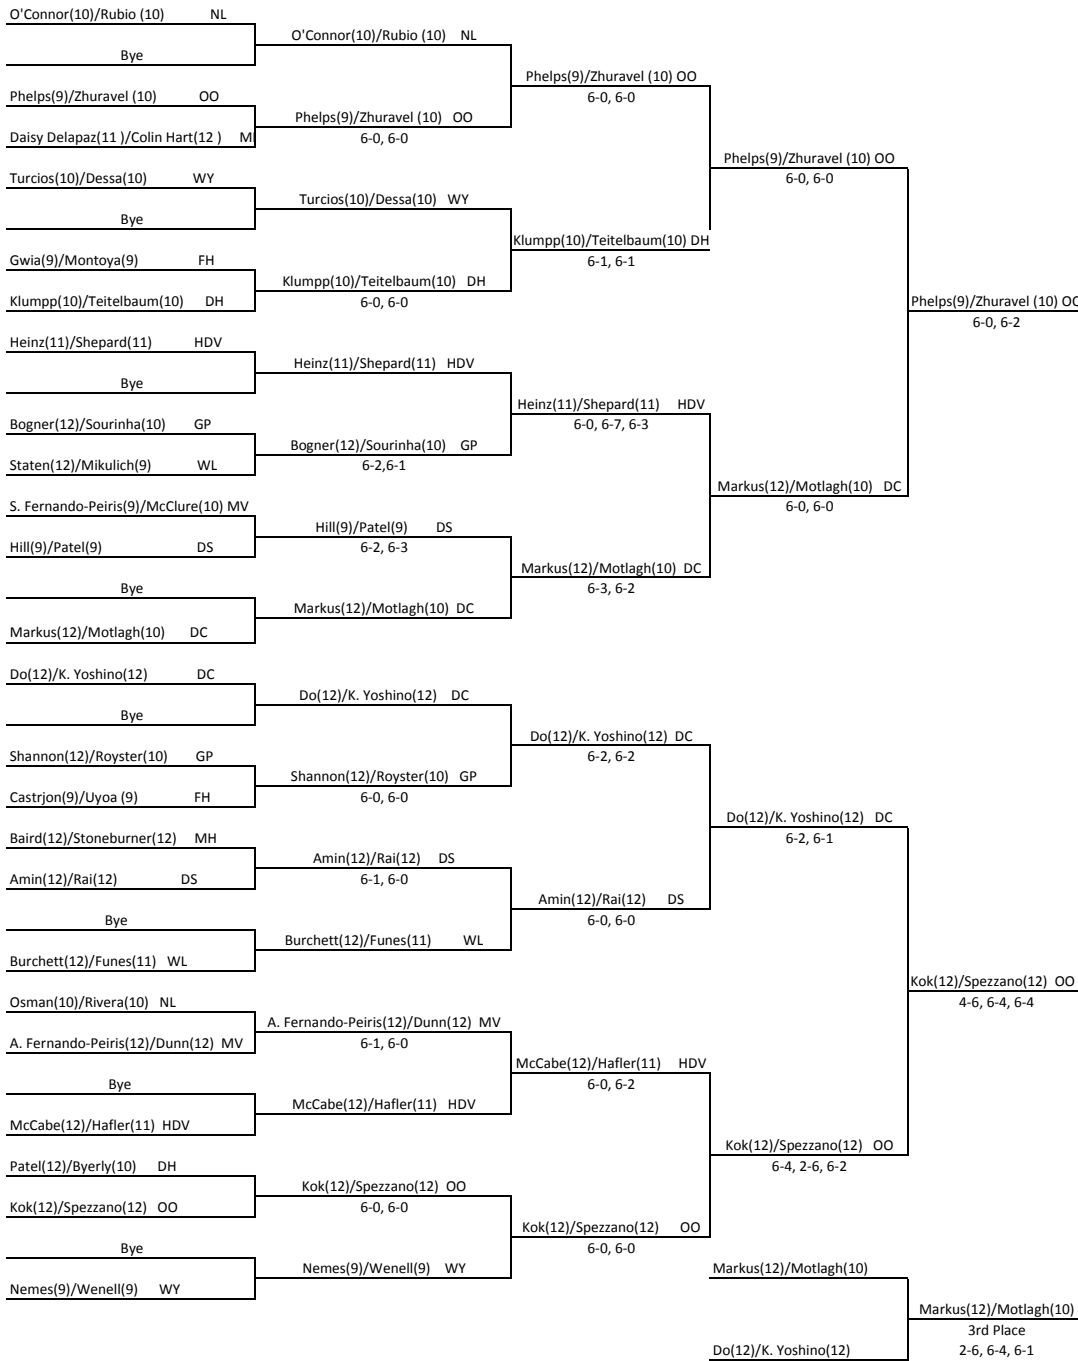 O'Connor(10)/Rubio (10) NL
Bye
Phelps(9)/Zhuravel (10) OO
Daisy Delapaz(11 )/Colin Hart(12 )
Turcios(10)/Dessa(10) WY
Bye
Gwia(9)/Montoya(9) FH
Klumpp(10)/Teitelbaum(10) DH
Heinz(11)/Shepard(11) HDV
Bye
Bogner(12)/Sourinha(10) GP
Staten(12)/Mikulich(9) WL
S. Fernando-Peiris(9)/McClure(10) MV
Hill(9)/Patel(9) DS
Bye
Markus(12)/Motlagh(10) DC
Do(12)/K. Yoshino(12) DC
Bye
Shannon(12)/Royster(10) GP
Castrjon(9)/Uyoa (9) FH
Baird(12)/Stoneburner(12) MH
Amin(12)/Rai(12) DS
Bye
Burchett(12)/Funes(11) WL
Osman(10)/Rivera(10) NL
A. Fernando-Peiris(12)/Dunn(12) MV
Bye
McCabe(12)/Hafler(11) HDV
Patel(12)/Byerly(10) DH
Kok(12)/Spezzano(12) OO
Bye
Nemes(9)/Wenell(9) WY
O'Connor(10)/Rubio (10) NL
Phelps(9)/Zhuravel (10) OO
6-0, 6-0
Turcios(10)/Dessa(10) WY
Klumpp(10)/Teitelbaum(10) DH
6-0, 6-0
Heinz(11)/Shepard(11) HDV
Bogner(12)/Sourinha(10) GP
6-2,6-1
Hill(9)/Patel(9) DS
6-2, 6-3
Markus(12)/Motlagh(10) DC
Do(12)/K. Yoshino(12) DC
Shannon(12)/Royster(10) GP
6-0, 6-0
Amin(12)/Rai(12) DS
6-1, 6-0
Burchett(12)/Funes(11) WL
A. Fernando-Peiris(12)/Dunn(12) MV
6-1, 6-0
McCabe(12)/Hafler(11) HDV
Kok(12)/Spezzano(12) OO
6-0, 6-0
Nemes(9)/Wenell(9) WY
Phelps(9)/Zhuravel (10) OO
6-0, 6-0
Klumpp(10)/Teitelbaum(10) DH
6-1, 6-1
Heinz(11)/Shepard(11) HDV
6-0, 6-7, 6-3
Markus(12)/Motlagh(10) DC
6-3, 6-2
Do(12)/K. Yoshino(12) DC
6-2, 6-2
Amin(12)/Rai(12) DS
6-0, 6-0
McCabe(12)/Hafler(11) HDV
6-0, 6-2
Kok(12)/Spezzano(12) OO
6-0, 6-0
Phelps(9)/Zhuravel (10) OO
6-0, 6-0
Markus(12)/Motlagh(10) DC
6-0, 6-0
Do(12)/K. Yoshino(12) DC
6-2, 6-1
Kok(12)/Spezzano(12) OO
6-4, 2-6, 6-2
Markus(12)/Motlagh(10)
Do(12)/K. Yoshino(12)
Phelps(9)/Zhuravel (10)
6-0, 6-2
Kok(12)/Spezzano(12) OO
4-6, 6-4, 6-4
Markus(12)/Motlagh(10)
3rd Place
2-6, 6-4, 6-1